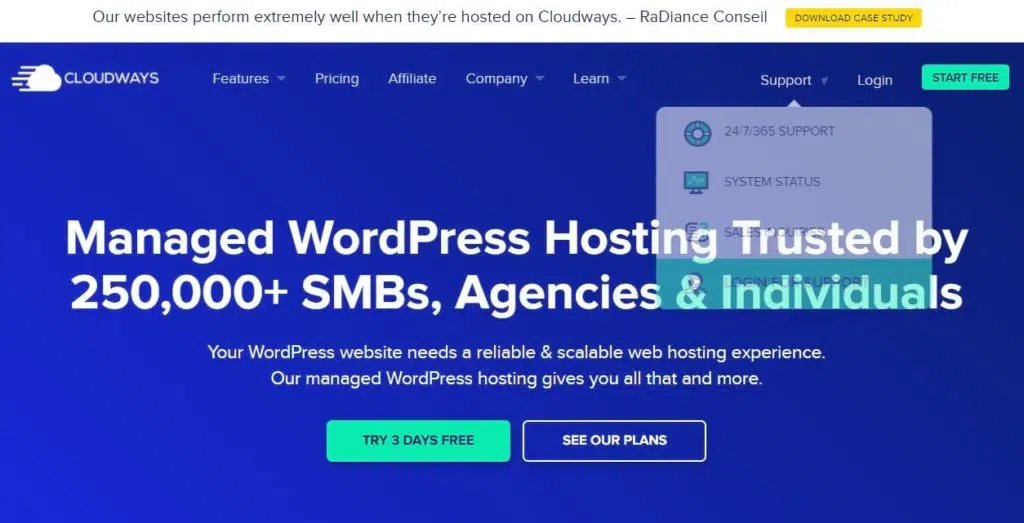 Our websites perform extremely well when they're hosted on Cloudways. – RaDiance Conseil
DOWNLOAD CASE STUDY
CLOUDWAYS
Features
Pricing
Affiliate
Company
Learn
Support
Login
START FREE
24/7/365 SUPPORT
SYSTEM STATUS
SALES INQUIRIES
LOGIN FOR SUPPORT
Managed WordPress Hosting Trusted by
250,000+ SMBs, Agencies & Individuals
Your WordPress website needs a reliable & scalable web hosting experience.
Our managed WordPress hosting gives you all that and more.
TRY 3 DAYS FREE
SEE OUR PLANS